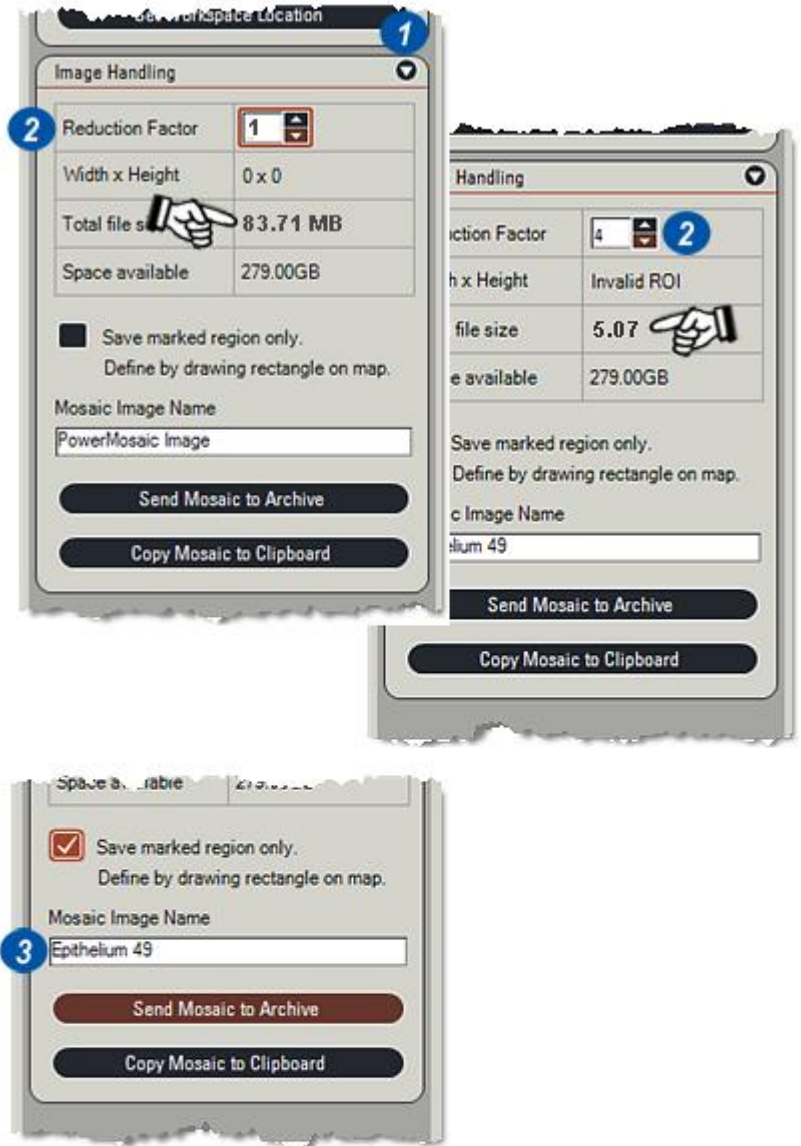 Set Workspace Location
1
Image Handling
2
Reduction Factor
1
Width x Height
0 x 0
Total file s
83.71 MB
Space available
279.00GB
Save marked region only.
Define by drawing rectangle on map.
Mosaic Image Name
PowerMosaic Image
Send Mosaic to Archive
Copy Mosaic to Clipboard
Handling
ction Factor
4
2
h x Height
Invalid ROI
file size
5.07
e available
279.00GB
Save marked region only.
Define by drawing rectangle on map.
c Image Name
elium 49
Send Mosaic to Archive
Copy Mosaic to Clipboard
Space a
lable
Save marked region only.
Define by drawing rectangle on map.
Mosaic Image Name
3
Epithelium 49
Send Mosaic to Archive
Copy Mosaic to Clipboard